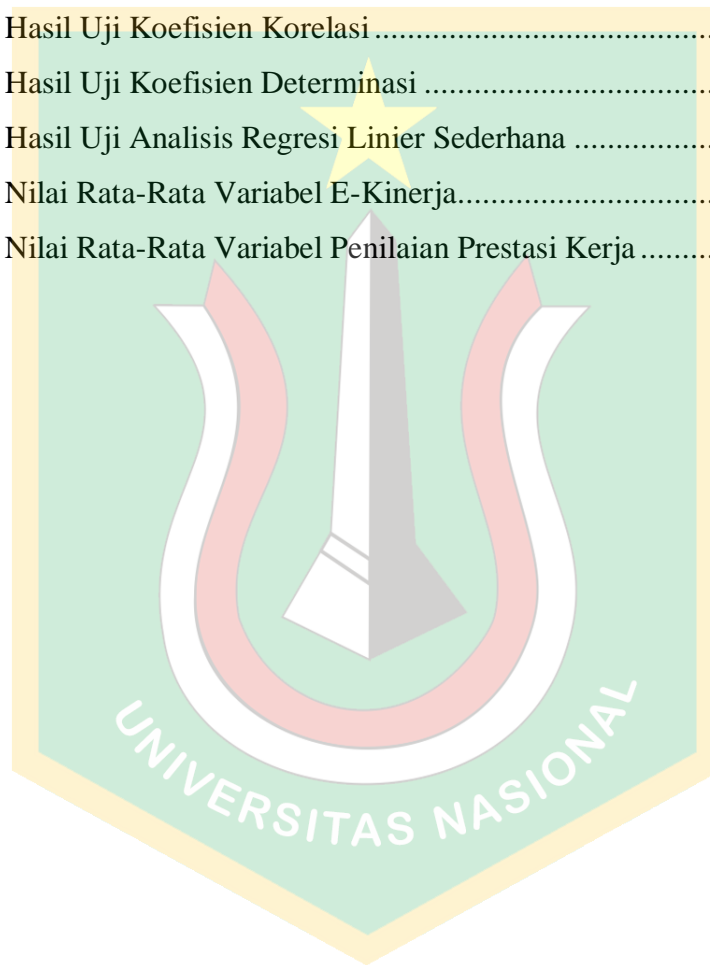 Hasil Uji Koefisien Korelasi........................................
Hasil Uji Koefisien Determinasi ..................................
Hasil Uji Analisis Regresi Linier Sederhana .................
Nilai Rata-Rata Variabel E-Kinerja..............................
Nilai Rata-Rata Variabel Penilaian Prestasi Kerja .........
UNIVERSITAS NASIONAL